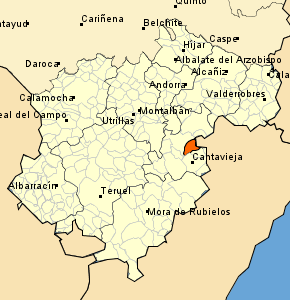 Quinto
Cariñena
atayud
Belchite
Caspe
Híjar
Daroca
Albalate del Arzobispo
Alcañiz
Cala
Andorra
Calamocha
Valderrobres
Montalbán
eal del Campo
Utrillas
Cantavieja
Albarracín
Teruel
Mora de Rubielos